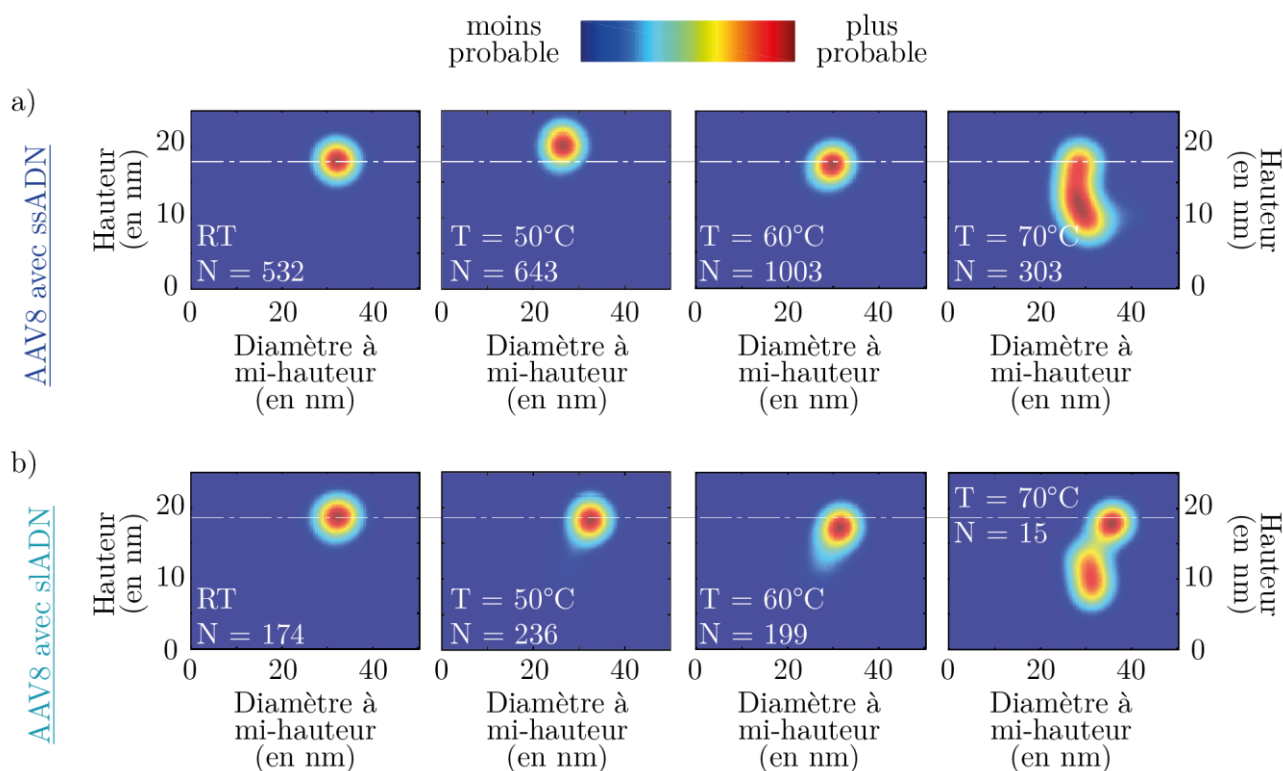 moins
probable
plus
probable
a)
AAV8 avec ssADN
Hauteur
(en nm)
20
10
0
RT
N = 532
T = 50°C
N = 643
T = 60°C
N = 1003
T = 70°C
N = 303
20
10
0
Hauteur
(en nm)
0 20 40
0 20 40
0 20 40
0 20 40
Diamètre à
mi-hauteur
(en nm)
Diamètre à
mi-hauteur
(en nm)
Diamètre à
mi-hauteur
(en nm)
Diamètre à
mi-hauteur
(en nm)
b)
AAV8 avec slADN
Hauteur
(en nm)
20
10
0
RT
N = 174
T = 50°C
N = 236
T = 60°C
N = 199
T = 70°C
N = 15
20
10
0
Hauteur
(en nm)
0 20 40
0 20 40
0 20 40
0 20 40
Diamètre à
mi-hauteur
(en nm)
Diamètre à
mi-hauteur
(en nm)
Diamètre à
mi-hauteur
(en nm)
Diamètre à
mi-hauteur
(en nm)